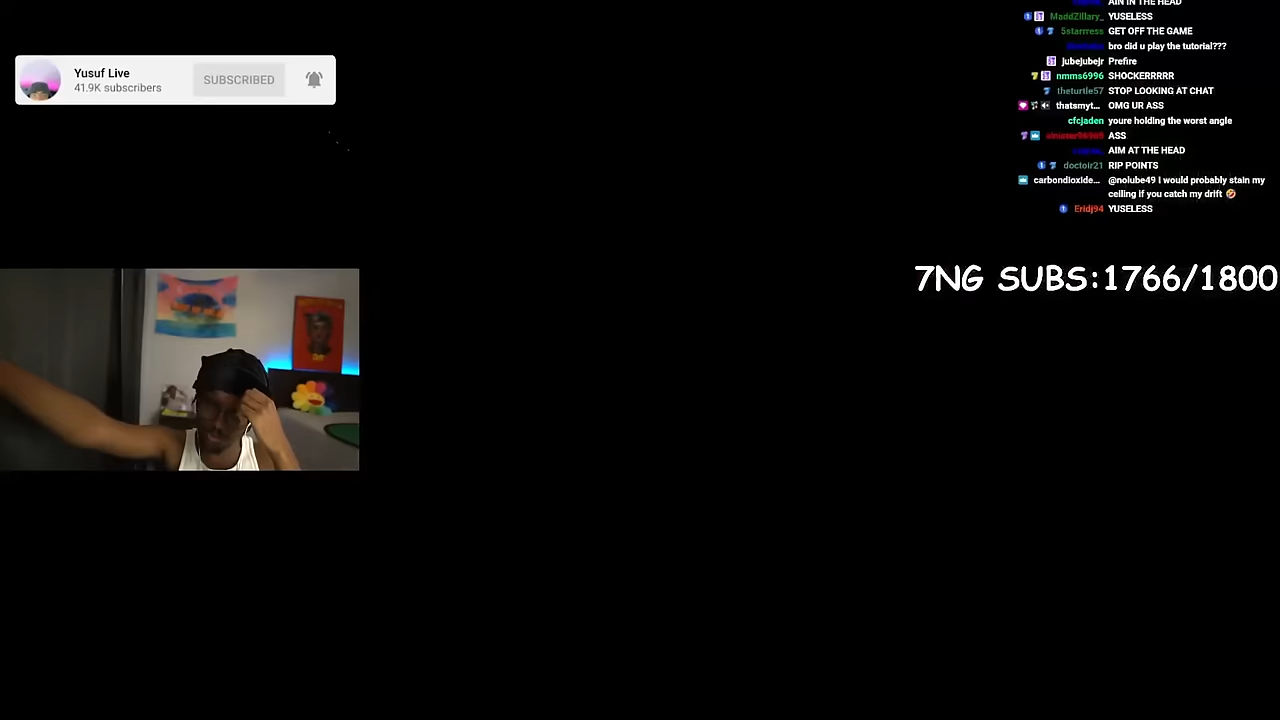 Yusuf Live
41.9K subscribers
SUBSCRIBED
AIN IN THE HEAD
MaddZillary_ YUSELESS
5starrress GET OFF THE GAME
bro did u play the tutorial???
jubejubejr Prefire
nmms6996 SHOCKERRRRR
theturtle57 STOP LOOKING AT CHAT
thatsmyt... OMG UR ASS
cfcjaden youre holding the worst angle
ASS
AIM AT THE HEAD
doctoir21 RIP POINTS
carbondioxide... @nolube49 I would probably stain my
ceiling if you catch my drift 🤣
Eridj94 YUSELESS
7NG SUBS:1766/1800